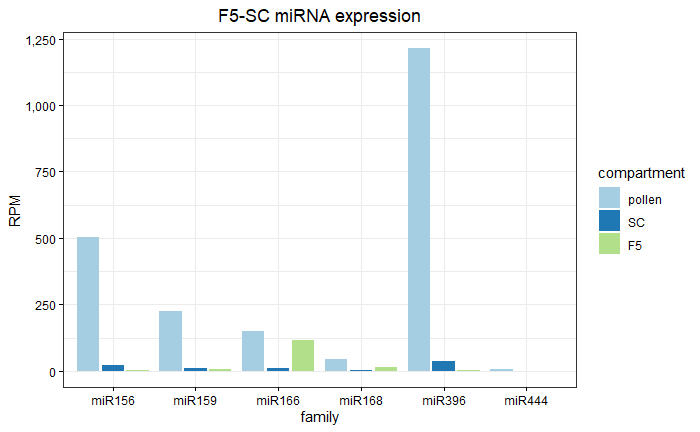 F5-SC miRNA expression
1,250
1,000
750
500
250
0
RPM
miR156 miR159 miR166 miR168 miR396 miR444
family
compartment
pollen
SC
F5